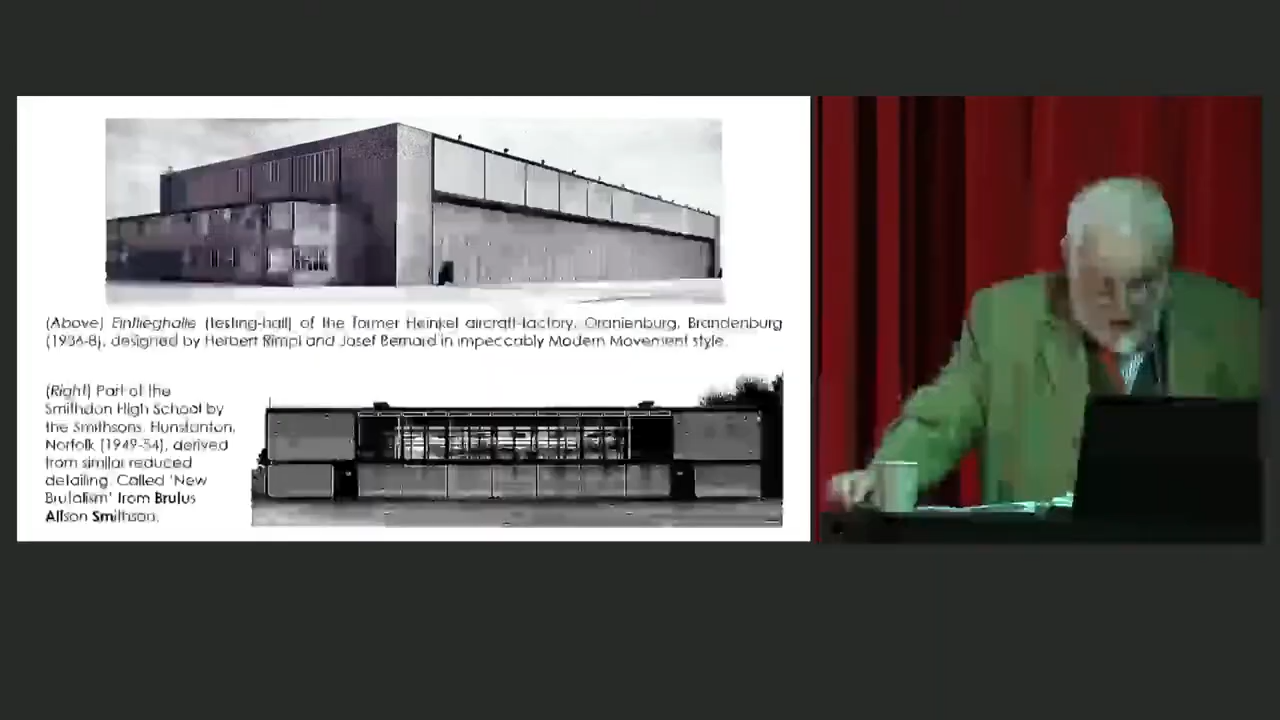 (Above) Einflieghalle (testing-hall) of the former Heinkel aircraft-factory, Oranienburg, Brandenburg
(1936-8), designed by Herbert Rimpl and Josef Bernard in impeccably Modern Movement style.
(Right) Part of the
Smithdon High School by
the Smithsons, Hunstanton,
Norfolk (1949-54), derived
from similar reduced
detailing. Called 'New
Brutalism' from Brutus
Alison Smithson.